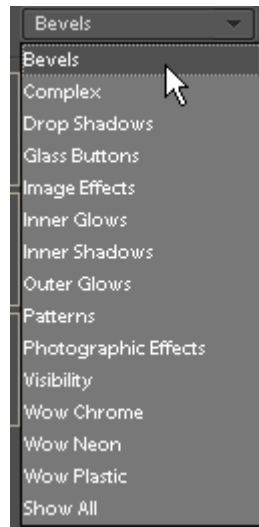 Bevels
Bevels
Complex
Drop Shadows
Glass Buttons
Image Effects
Inner Glows
Inner Shadows
Outer Glows
Patterns
Photographic Effects
Visibility
Wow Chrome
Wow Neon
Wow Plastic
Show All